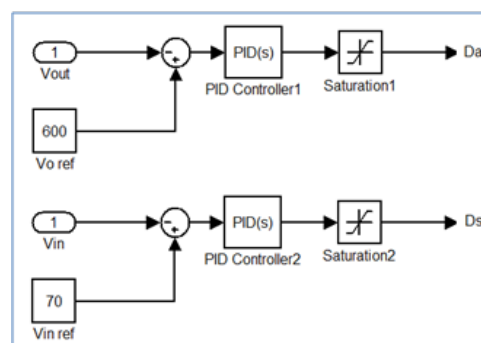 1
Vout
PID(s)
PID Controller1
Saturation1
Da
600
Vo ref
1
Vin
PID(s)
PID Controller2
Saturation2
Ds
70
Vin ref